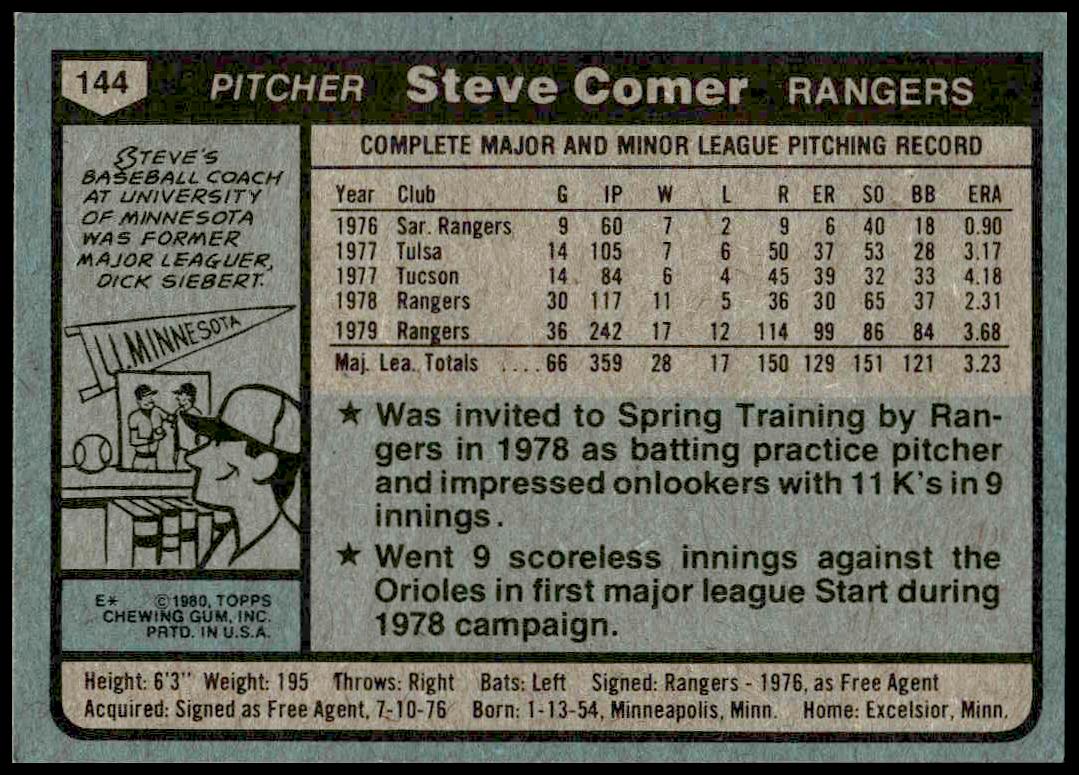 144 PITCHER Steve Comer RANGERS
STEVE'S
BASEBALL COACH
AT UNIVERSITY
OF MINNESOTA
WAS FORMER
MAJOR LEAGUER,
DICK SIEBERT.
U. MINNESOTA
E* ©1980, TOPPS
CHEWING GUM, INC.
PRTD. IN U.S.A.
COMPLETE MAJOR AND MINOR LEAGUE PITCHING RECORD
Year Club G IP W L R ER SO BB ERA
1976 Sar. Rangers 9 60 7 2 9 6 40 18 0.90
1977 Tulsa 14 105 7 6 50 37 53 28 3.17
1977 Tucson 14 84 6 4 45 39 32 33 4.18
1978 Rangers 30 117 11 5 36 30 65 37 2.31
1979 Rangers 36 242 17 12 114 99 86 84 3.68
Maj. Lea. Totals ....66 359 28 17 150 129 151 121 3.23
★ Was invited to Spring Training by Ran-
gers in 1978 as batting practice pitcher
and impressed onlookers with 11 K's in 9
innings.
★ Went 9 scoreless innings against the
Orioles in first major league Start during
1978 campaign.
Height: 6'3" Weight: 195 Throws: Right Bats: Left Signed: Rangers - 1976, as Free Agent
Acquired: Signed as Free Agent, 7-10-76 Born: 1-13-54, Minneapolis, Minn. Home: Excelsior, Minn.